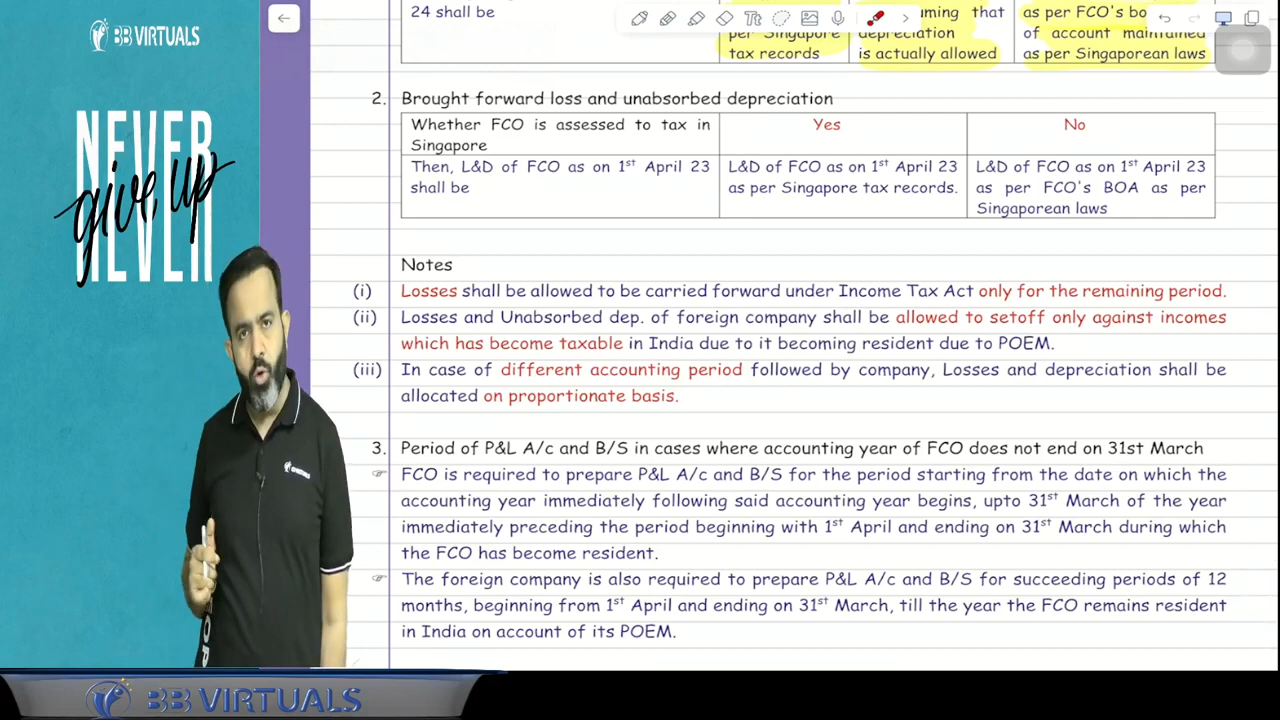 BB VIRTUALS
NEVER
give up
NEVER
24 shall be
per Singapore
tax records
that
depreciation
is actually allowed
as per FCO's
of account maintained
as per Singaporean laws
2. Brought forward loss and unabsorbed depreciation
Whether FCO is assessed to tax in Singapore
Yes
No
Then, L&D of FCO as on 1st April 23
shall be
L&D of FCO as on 1st April 23
as per Singapore tax records.
L&D of FCO as on 1st April 23
as per FCO's BOA as per
Singaporean laws
Notes
(i) Losses shall be allowed to be carried forward under Income Tax Act only for the remaining period.
(ii) Losses and Unabsorbed dep. of foreign company shall be allowed to setoff only against incomes
which has become taxable in India due to it becoming resident due to POEM.
(iii) In case of different accounting period followed by company, Losses and depreciation shall be
allocated on proportionate basis.
3. Period of P&L A/c and B/S in cases where accounting year of FCO does not end on 31st March
☞ FCO is required to prepare P&L A/c and B/S for the period starting from the date on which the
accounting year immediately following said accounting year begins, upto 31st March of the year
immediately preceding the period beginning with 1st April and ending on 31st March during which
the FCO has become resident.
☞ The foreign company is also required to prepare P&L A/c and B/S for succeeding periods of 12
months, beginning from 1st April and ending on 31st March, till the year the FCO remains resident
in India on account of its POEM.
BB VIRTUALS